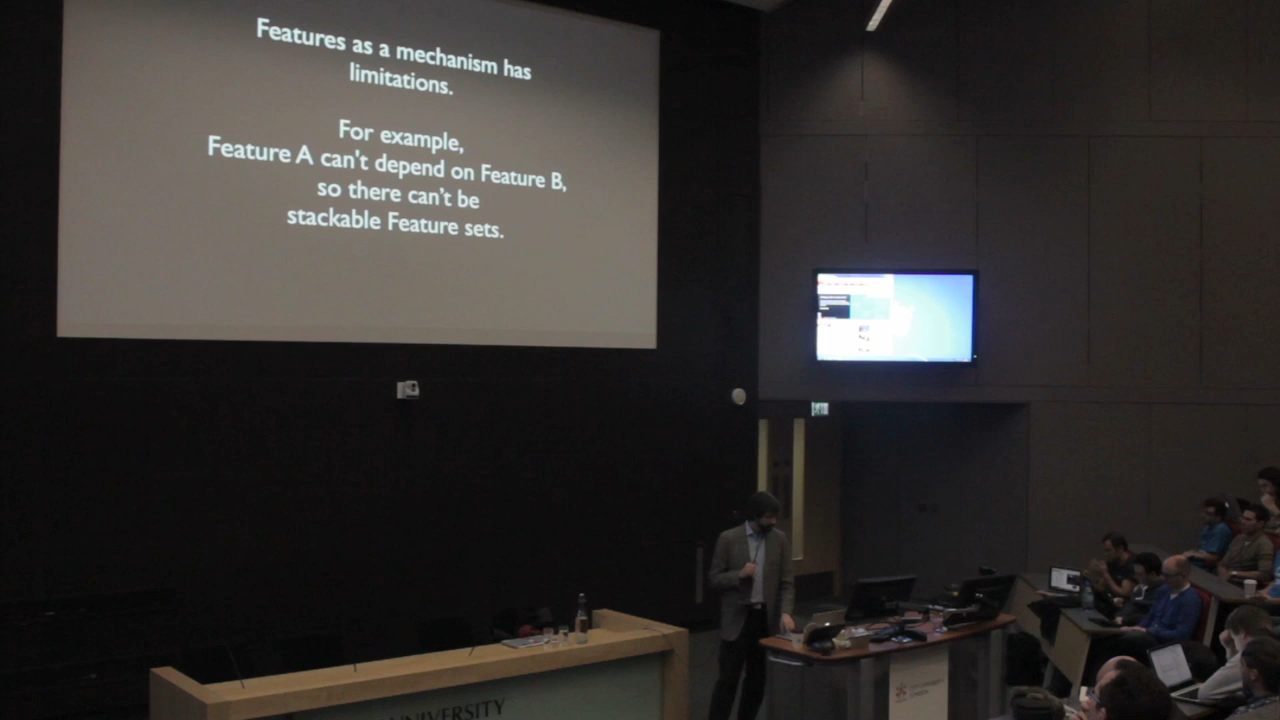 Features as a mechanism has
limitations.
For example,
Feature A can't depend on Feature B,
so there can't be
stackable Feature sets.
UNIVERSITY